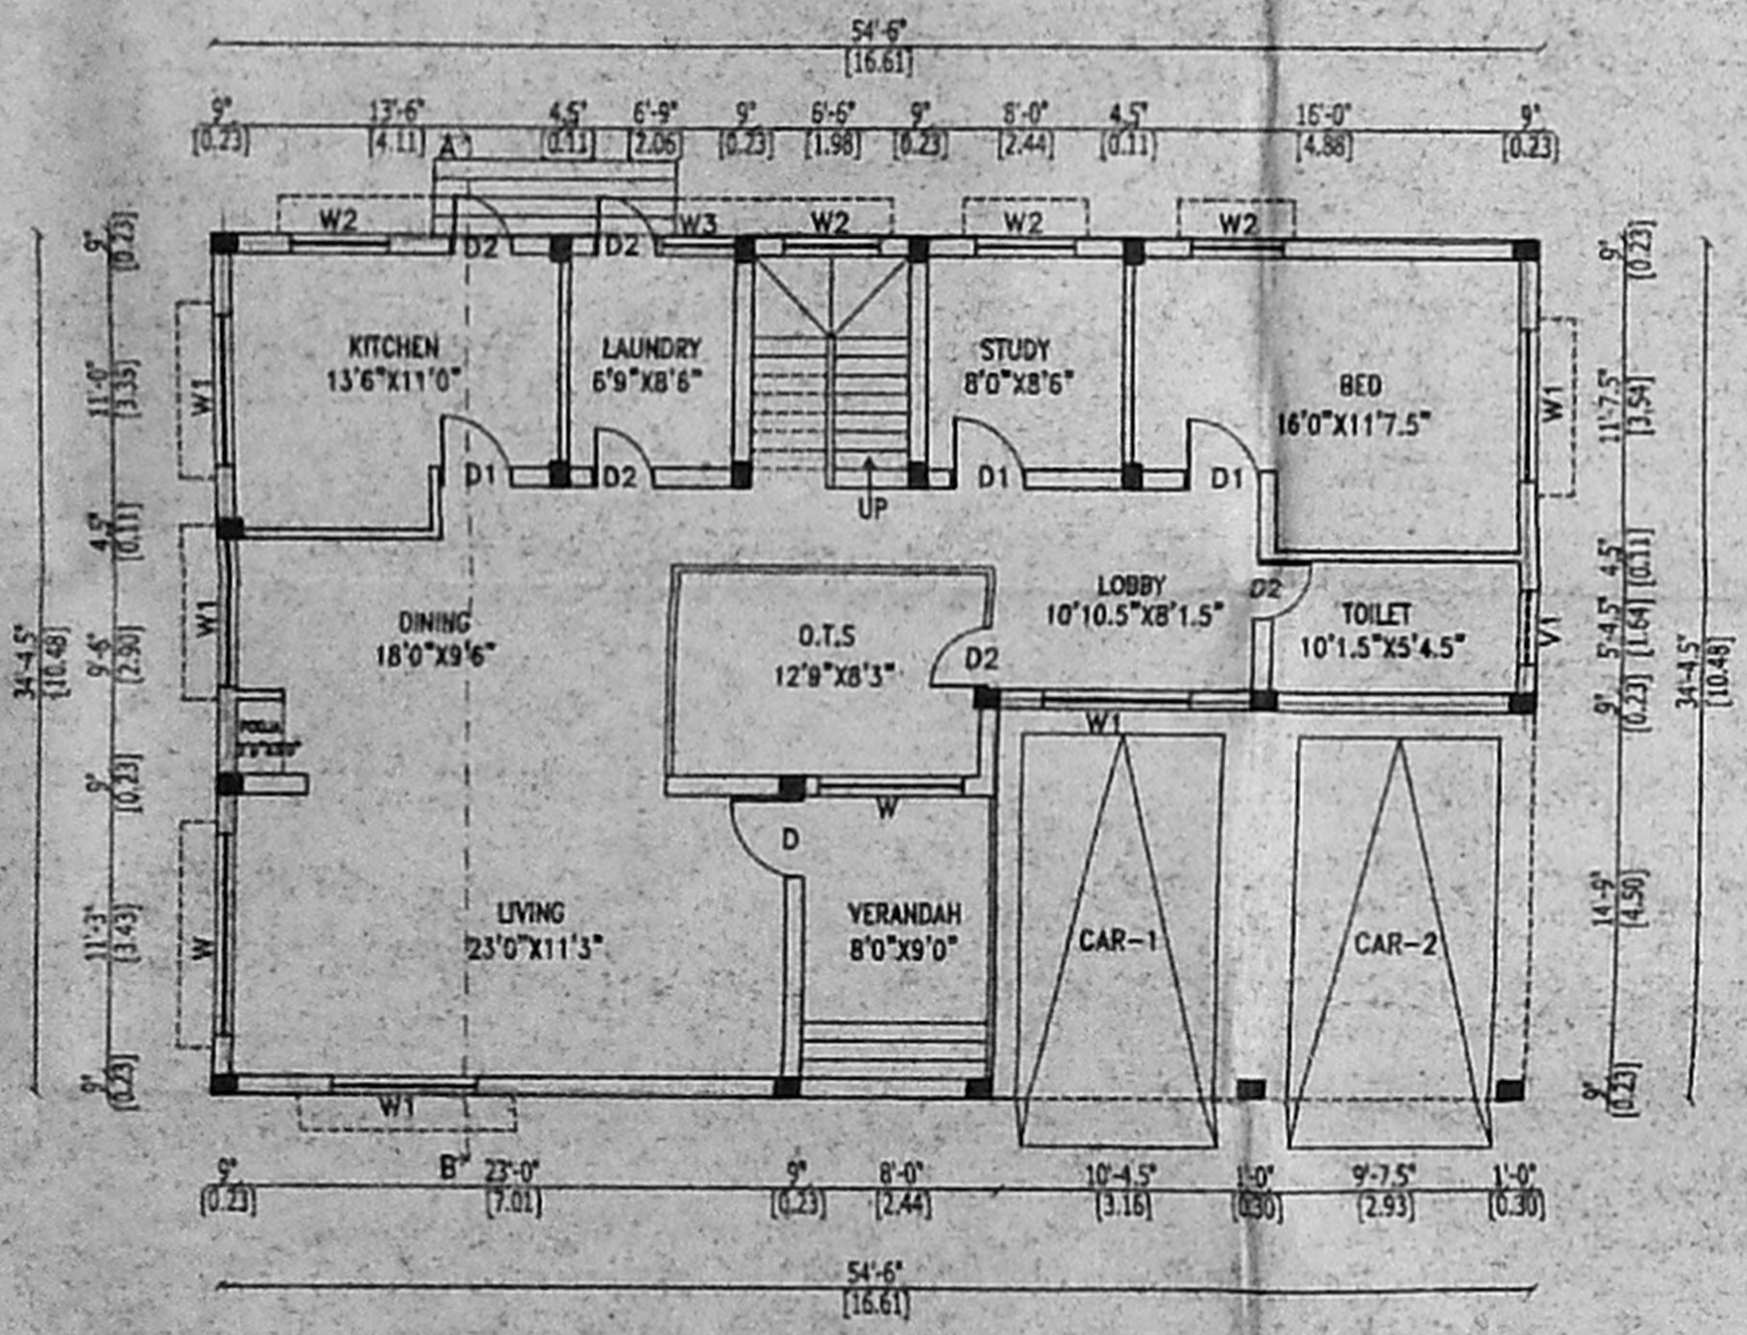 54'-6"
[16.61]
9" 13'-6" 4.5" 6'-9" 9" 6'-6" 9" 8'-0" 4.5" 16'-0" 9"
[0.23] [4.11] [0.11] [2.06] [0.23] [1.98] [0.23] [2.44] [0.11] [4.88] [0.23]
A'
W2 W3 W2 W2 W2
D2 D2
9"
[0.23]
9"
[0.23]
KITCHEN
13'6"X11'0"
LAUNDRY
6'9"X8'6"
STUDY
8'0"X8'6"
BED
16'0"X11'7.5"
W1
11'-0"
[3.35]
W1
11'-7.5"
[3.54]
D1 D2 D1 D1
UP
4.5"
[0.11]
4.5"
[0.11]
DINING
18'0"X9'6"
O.T.S
12'9"X8'3"
LOBBY
10'10.5"X8'1.5"
D2
TOILET
10'1.5"X5'4.5"
D2
W1
V1
34'-4.5"
[10.48]
9'-6"
[2.90]
5'-4.5"
[1.64]
34'-4.5"
[10.48]
9"
[0.23]
W1
9"
[0.23]
W
D
LIVING
23'0"X11'3"
VERANDAH
8'0"X9'0"
CAR-1
CAR-2
W
11'-3"
[3.43]
14'-9"
[4.50]
9"
[0.23]
9"
[0.23]
W1
B'
9" 23'-0" 9" 8'-0" 10'-4.5" 1'-0" 9'-7.5" 1'-0"
[0.23] [7.01] [0.23] [2.44] [3.16] [0.30] [2.93] [0.30]
54'-6"
[16.61]